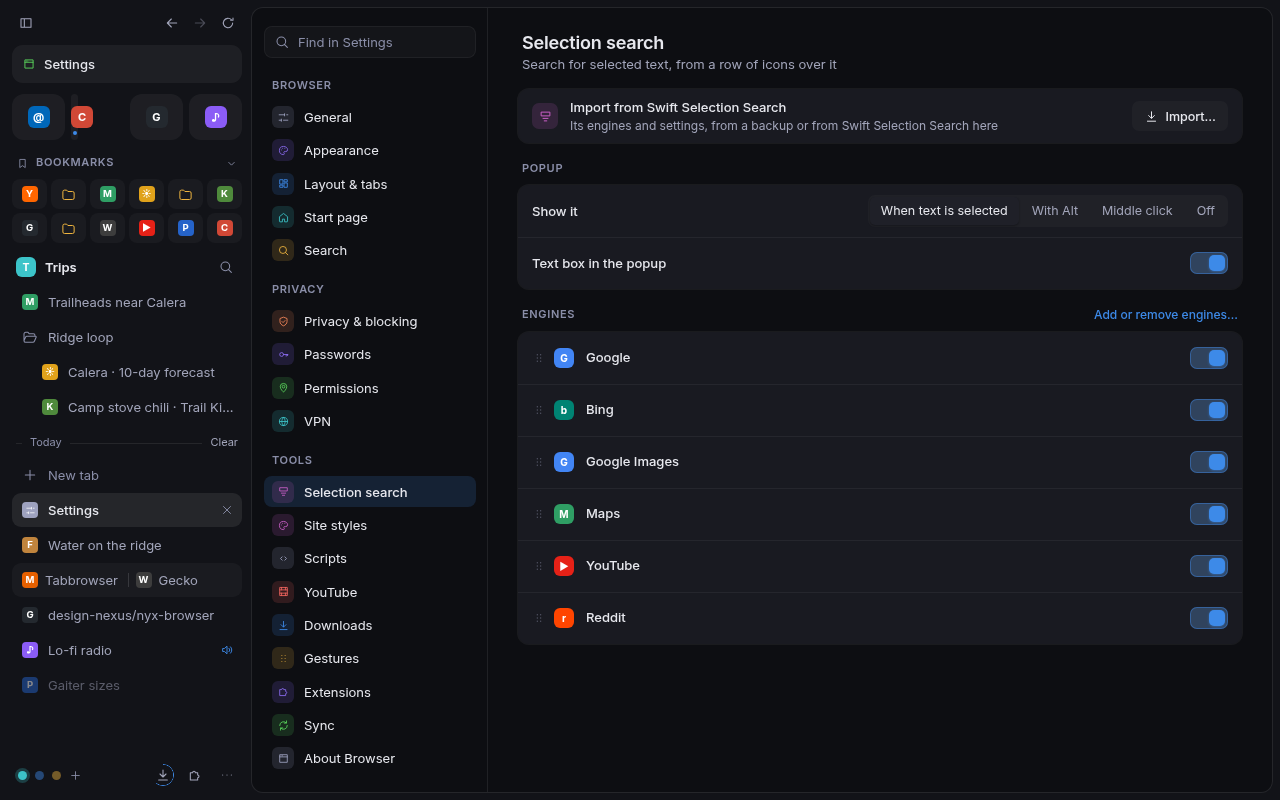 Settings
@
C
G
BOOKMARKS
Y
M
K
G
W
P
C
T Trips
M Trailheads near Calera
Ridge loop
Calera · 10-day forecast
K Camp stove chili · Trail Ki...
Today
Clear
New tab
Settings
F Water on the ridge
M Tabbrowser
W Gecko
G design-nexus/nyx-browser
Lo-fi radio
P Gaiter sizes
Find in Settings
BROWSER
General
Appearance
Layout & tabs
Start page
Search
PRIVACY
Privacy & blocking
Passwords
Permissions
VPN
TOOLS
Selection search
Site styles
Scripts
YouTube
Downloads
Gestures
Extensions
Sync
About Browser
Selection search
Search for selected text, from a row of icons over it
Import from Swift Selection Search
Its engines and settings, from a backup or from Swift Selection Search here
Import...
POPUP
Show it
When text is selected
With Alt
Middle click
Off
Text box in the popup
ENGINES
Add or remove engines...
G Google
b Bing
G Google Images
M Maps
YouTube
r Reddit